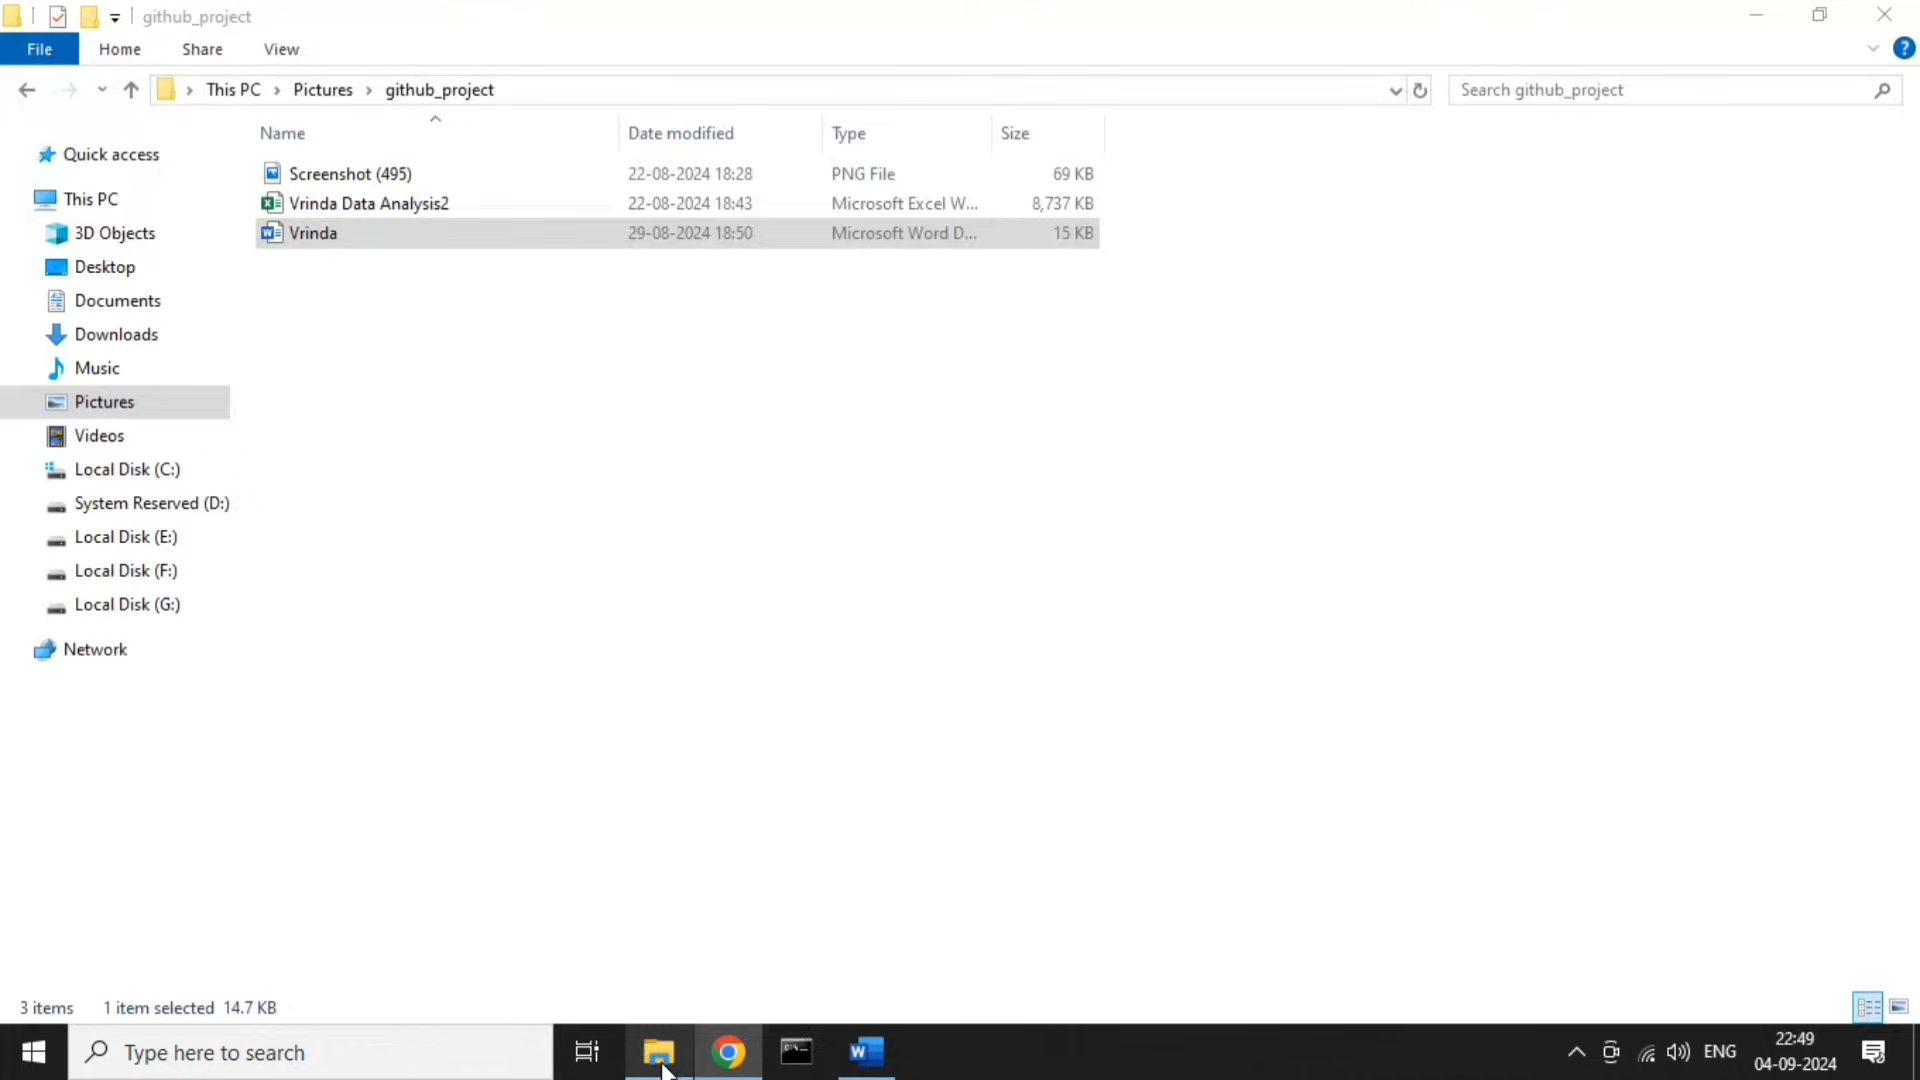 github_project
File Home Share View
This PC Pictures github_project Search github_project
Name Date modified Type Size
Screenshot (495) 22-08-2024 18:28 PNG File 69 KB
Vrinda Data Analysis2 22-08-2024 18:43 Microsoft Excel W... 8,737 KB
Vrinda 29-08-2024 18:50 Microsoft Word D... 15 KB
Quick access
This PC
3D Objects
Desktop
Documents
Downloads
Music
Pictures
Videos
Local Disk (C:)
System Reserved (D:)
Local Disk (E:)
Local Disk (F:)
Local Disk (G:)
Network
3 items 1 item selected 14.7 KB
Type here to search
ENG
22:49
04-09-2024